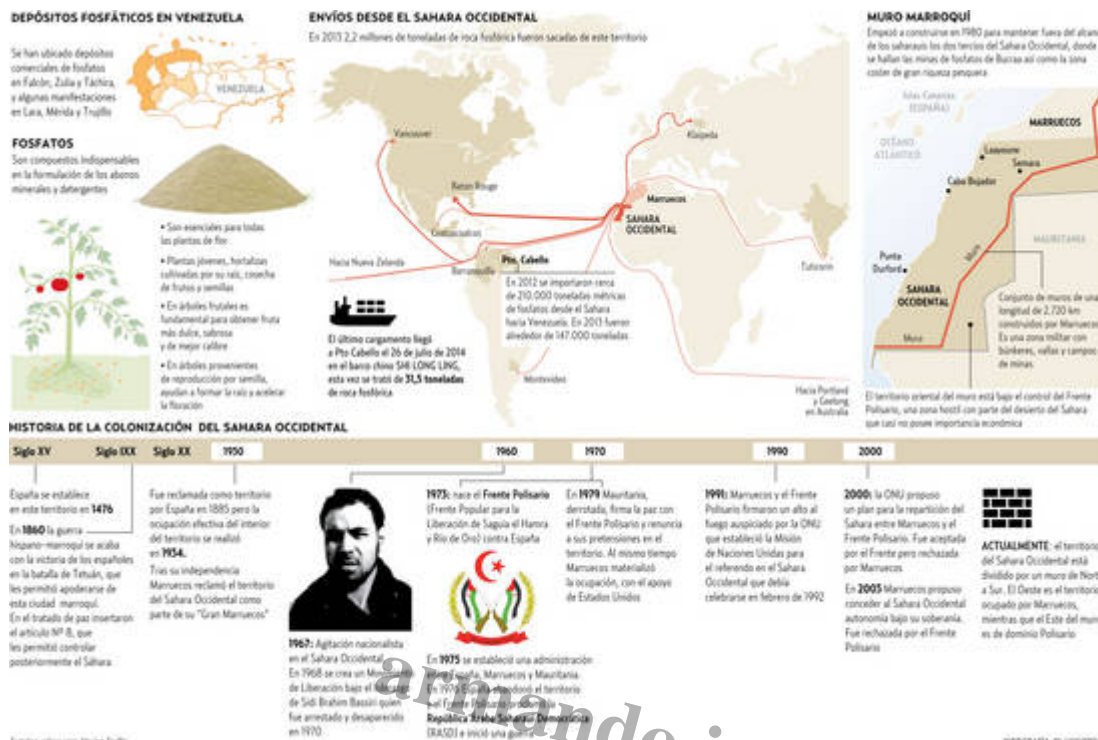 DEPÓSITOS FOSFÁTICOS EN VENEZUELA
Se han ubicado depósitos
comerciales de fosfatos
en Falcón, Zulia y Táchira,
y algunas manifestaciones
en Lara, Mérida y Trujillo
VENEZUELA
FOSFATOS
Son compuestos indispensables
en la formulación de los abonos
minerales y detergentes
• Son esenciales para todas
las plantas de flor
• Plantas jóvenes, hortalizas
cultivadas por su raíz, cosecha
de frutos y semillas
• En árboles frutales es
fundamental para obtener fruta
más dulce, sabrosa
y de mejor calibre
• En árboles provenientes
de reproducción por semilla,
ayudan a formar la raíz y acelerar
la floración
ENVÍOS DESDE EL SAHARA OCCIDENTAL
En 2013 2,2 millones de toneladas de roca fosfórica fueron sacadas de este territorio
Vancouver
Klaipeda
Baton Rouge
Marruecos
SAHARA
OCCIDENTAL
Coatzacoalcos
Hacia Nueva Zelanda
Barranquilla
Pto. Cabello
Tuticorin
En 2012 se importaron cerca
de 210.000 toneladas métricas
de fosfatos desde el Sahara
hacia Venezuela. En 2013 fueron
alrededor de 147.000 toneladas
El último cargamento llegó
a Pto Cabello el 26 de julio de 2014
en el barco chino SHI LONG LING,
esta vez se trató de 31,5 toneladas
de roca fosfórica
Montevideo
Hacia Portland
y Geelong
en Australia
MURO MARROQUÍ
Empezó a construirse en 1980 para mantener fuera del alcan
de los saharauis los dos tercios del Sahara Occidental, donde
se hallan las minas de fosfatos de Bucraa así como la zona
coster de gran riqueza pesquera
Islas Canarias
(ESPAÑA)
OCÉANO
ATLÁNTICO
MARRUECOS
Laayoune
Semara
Cabo Bojador
MAURITANIA
Punta
Durford
Muro
SAHARA
OCCIDENTAL
Muro
Conjunto de muros de una
longitud de 2.720 km
construidos por Marruecos
Es una zona militar con
búnkeres, vallas y campos
de minas
El territorio oriental del muro está bajo el control del Frente
Polisario, una zona hostil con parte del desierto del Sahara
que casi no posee importancia económica
HISTORIA DE LA COLONIZACIÓN DEL SAHARA OCCIDENTAL
Siglo XV Siglo IXX Siglo XX 1950 1960 1970 1990 2000
España se establece
en este territorio en 1476
En 1860 la guerra
hispano-marroquí se acaba
con la victoria de los españoles
en la batalla de Tetuán, que
les permitió apoderarse de
esta ciudad marroquí.
En el tratado de paz insertaron
el artículo Nº 8, que
les permitió controlar
posteriormente el Sáhara
Fue reclamada como territorio
por España en 1885 pero la
ocupación efectiva del interior
del territorio se realizó
en 1934.
Tras su independencia
Marruecos reclamó el territorio
del Sahara Occidental como
parte de su "Gran Marruecos"
1967: Agitación nacionalista
en el Sahara Occidental
En 1968 se crea un
de Liberación bajo el
de Sidi Brahim Bassiri quien
fue arrestado y desaparecido
en 1970
1973: nace el Frente Polisario
(Frente Popular para la
Liberación de Saguia el Hamra
y Río de Oro) contra España
En 1975 se estableció una administración
entre España, Marruecos y Mauritania
En 1976 España abandonó el territorio
el Frente Polisario
República Árabe Saharaui Democrática
(RASD) e inició una guerra
En 1979 Mauritania,
derrotada, firma la paz con
el Frente Polisario y renuncia
a sus pretensiones en el
territorio. Al mismo tiempo
Marruecos materializó
la ocupación, con el apoyo
de Estados Unidos
1991: Marruecos y el Frente
Polisario firmaron un alto al
fuego auspiciado por la ONU
que estableció la Misión
de Naciones Unidas para
el referendo en el Sahara
Occidental que debía
celebrarse en febrero de 1992
2000: la ONU propuso
un plan para la repartición del
Sahara entre Marruecos y el
Frente Polisario. Fue aceptada
por el Frente pero rechazada
por Marruecos
En 2005 Marruecos propuso
conceder al Sahara Occidental
autonomía bajo su soberanía.
Fue rechazada por el Frente
Polisario
ACTUALMENTE: el territorio
del Sahara Occidental está
dividido por un muro de Nort
a Sur. El Oeste es el territorio
ocupado por Marruecos,
mientras que el Este del muro
es de dominio Polisario
armando